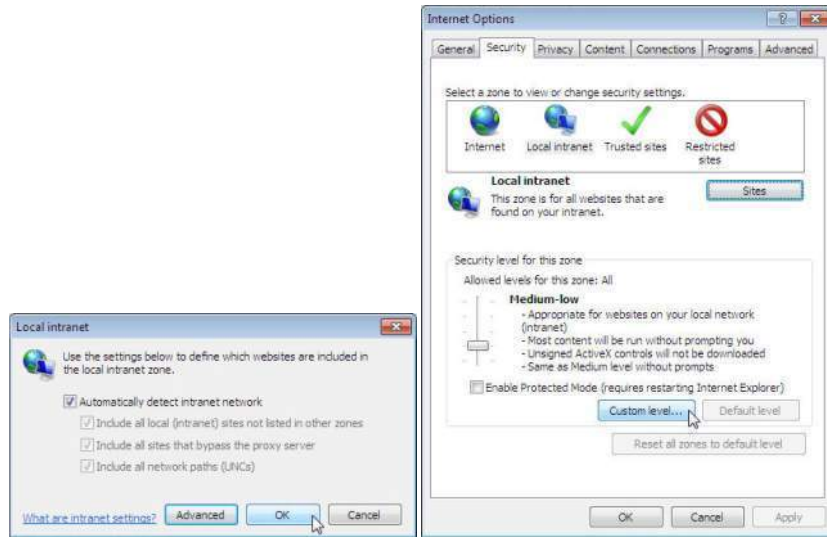 Local intranet
Use the settings below to define which websites are included in
the local intranet zone.
Automatically detect intranet network
Include all local (intranet) sites not listed in other zones
Include all sites that bypass the proxy server
Include all network paths (UNCs)
What are intranet settings?
Advanced
OK
Cancel
Internet Options
General Security Privacy Content Connections Programs Advanced
Select a zone to view or change security settings.
Internet Local intranet Trusted sites Restricted
sites
Local intranet
Sites
This zone is for all websites that are
found on your intranet.
Security level for this zone
Allowed levels for this zone: All
Medium-low
- Appropriate for websites on your local network
(intranet)
- Most content will be run without prompting you
- Unsigned ActiveX controls will not be downloaded
- Same as Medium level without prompts
Enable Protected Mode (requires restarting Internet Explorer)
Custom level... Default level
Reset all zones to default level
OK Cancel Apply